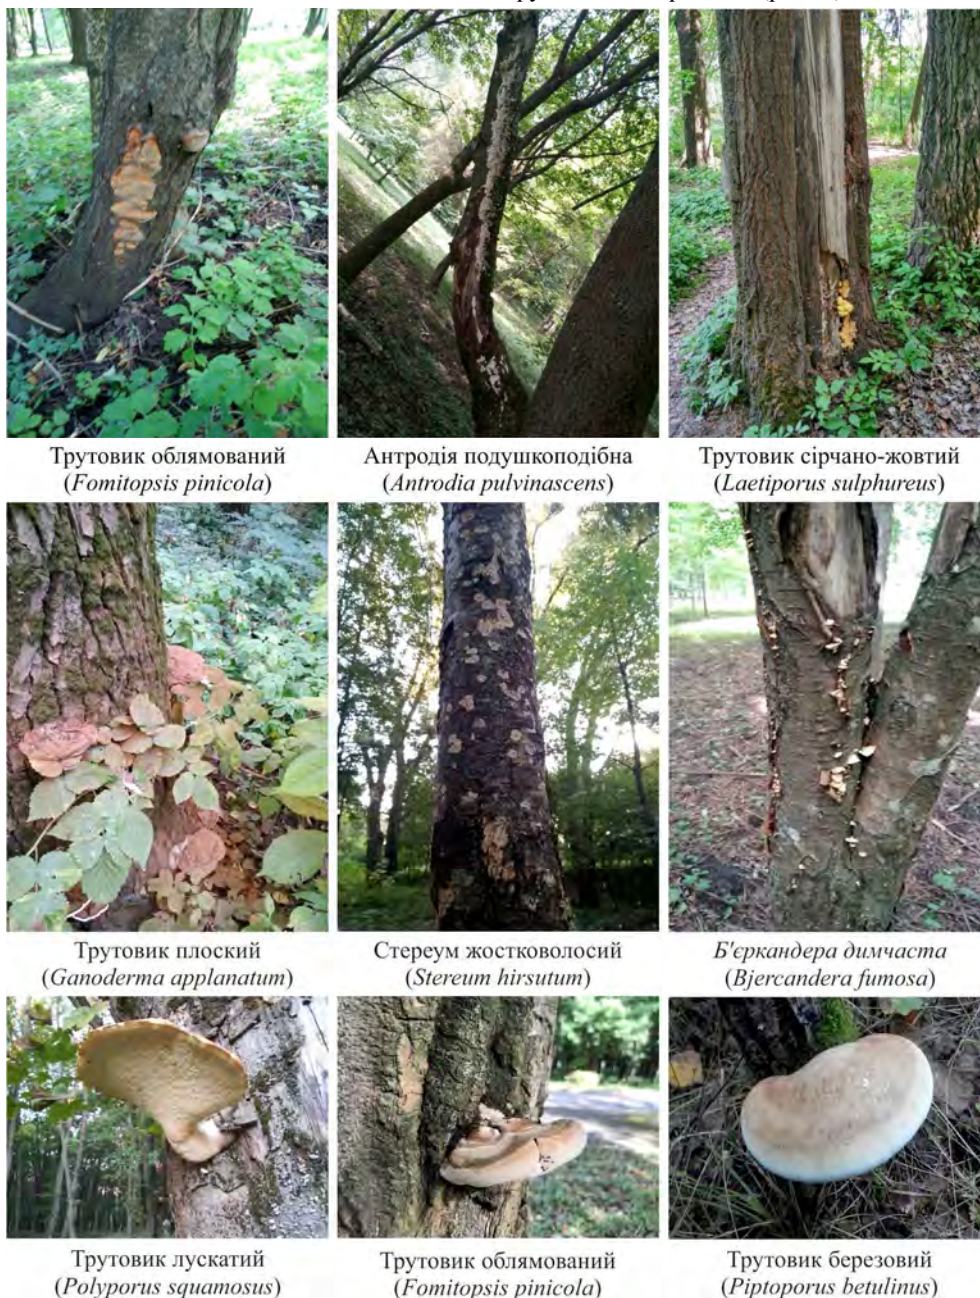 Трутовик облямований
(Fomitopsis pinicola)
Антродія подушкоподібна
(Antrodia pulvinascens)
Трутовик сірчано-жовтий
(Laetiporus sulphureus)
Трутовик плоский
(Ganoderma applanatum)
Стереум жостковолосий
(Stereum hirsutum)
Б'єркандера димчаста
(Bjercandera fumosa)
Трутовик лускатий
(Polyporus squamosus)
Трутовик облямований
(Fomitopsis pinicola)
Трутовик березовий
(Piptoporus betulinus)